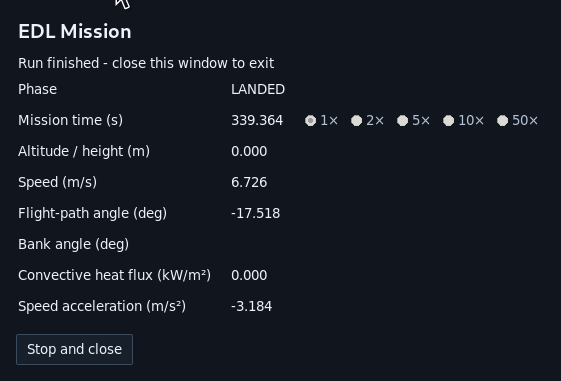 EDL Mission
Run finished - close this window to exit
Phase LANDED
Mission time (s) 339.364 1× 2× 5× 10× 50×
Altitude / height (m) 0.000
Speed (m/s) 6.726
Flight-path angle (deg) -17.518
Bank angle (deg)
Convective heat flux (kW/m²) 0.000
Speed acceleration (m/s²) -3.184
Stop and close